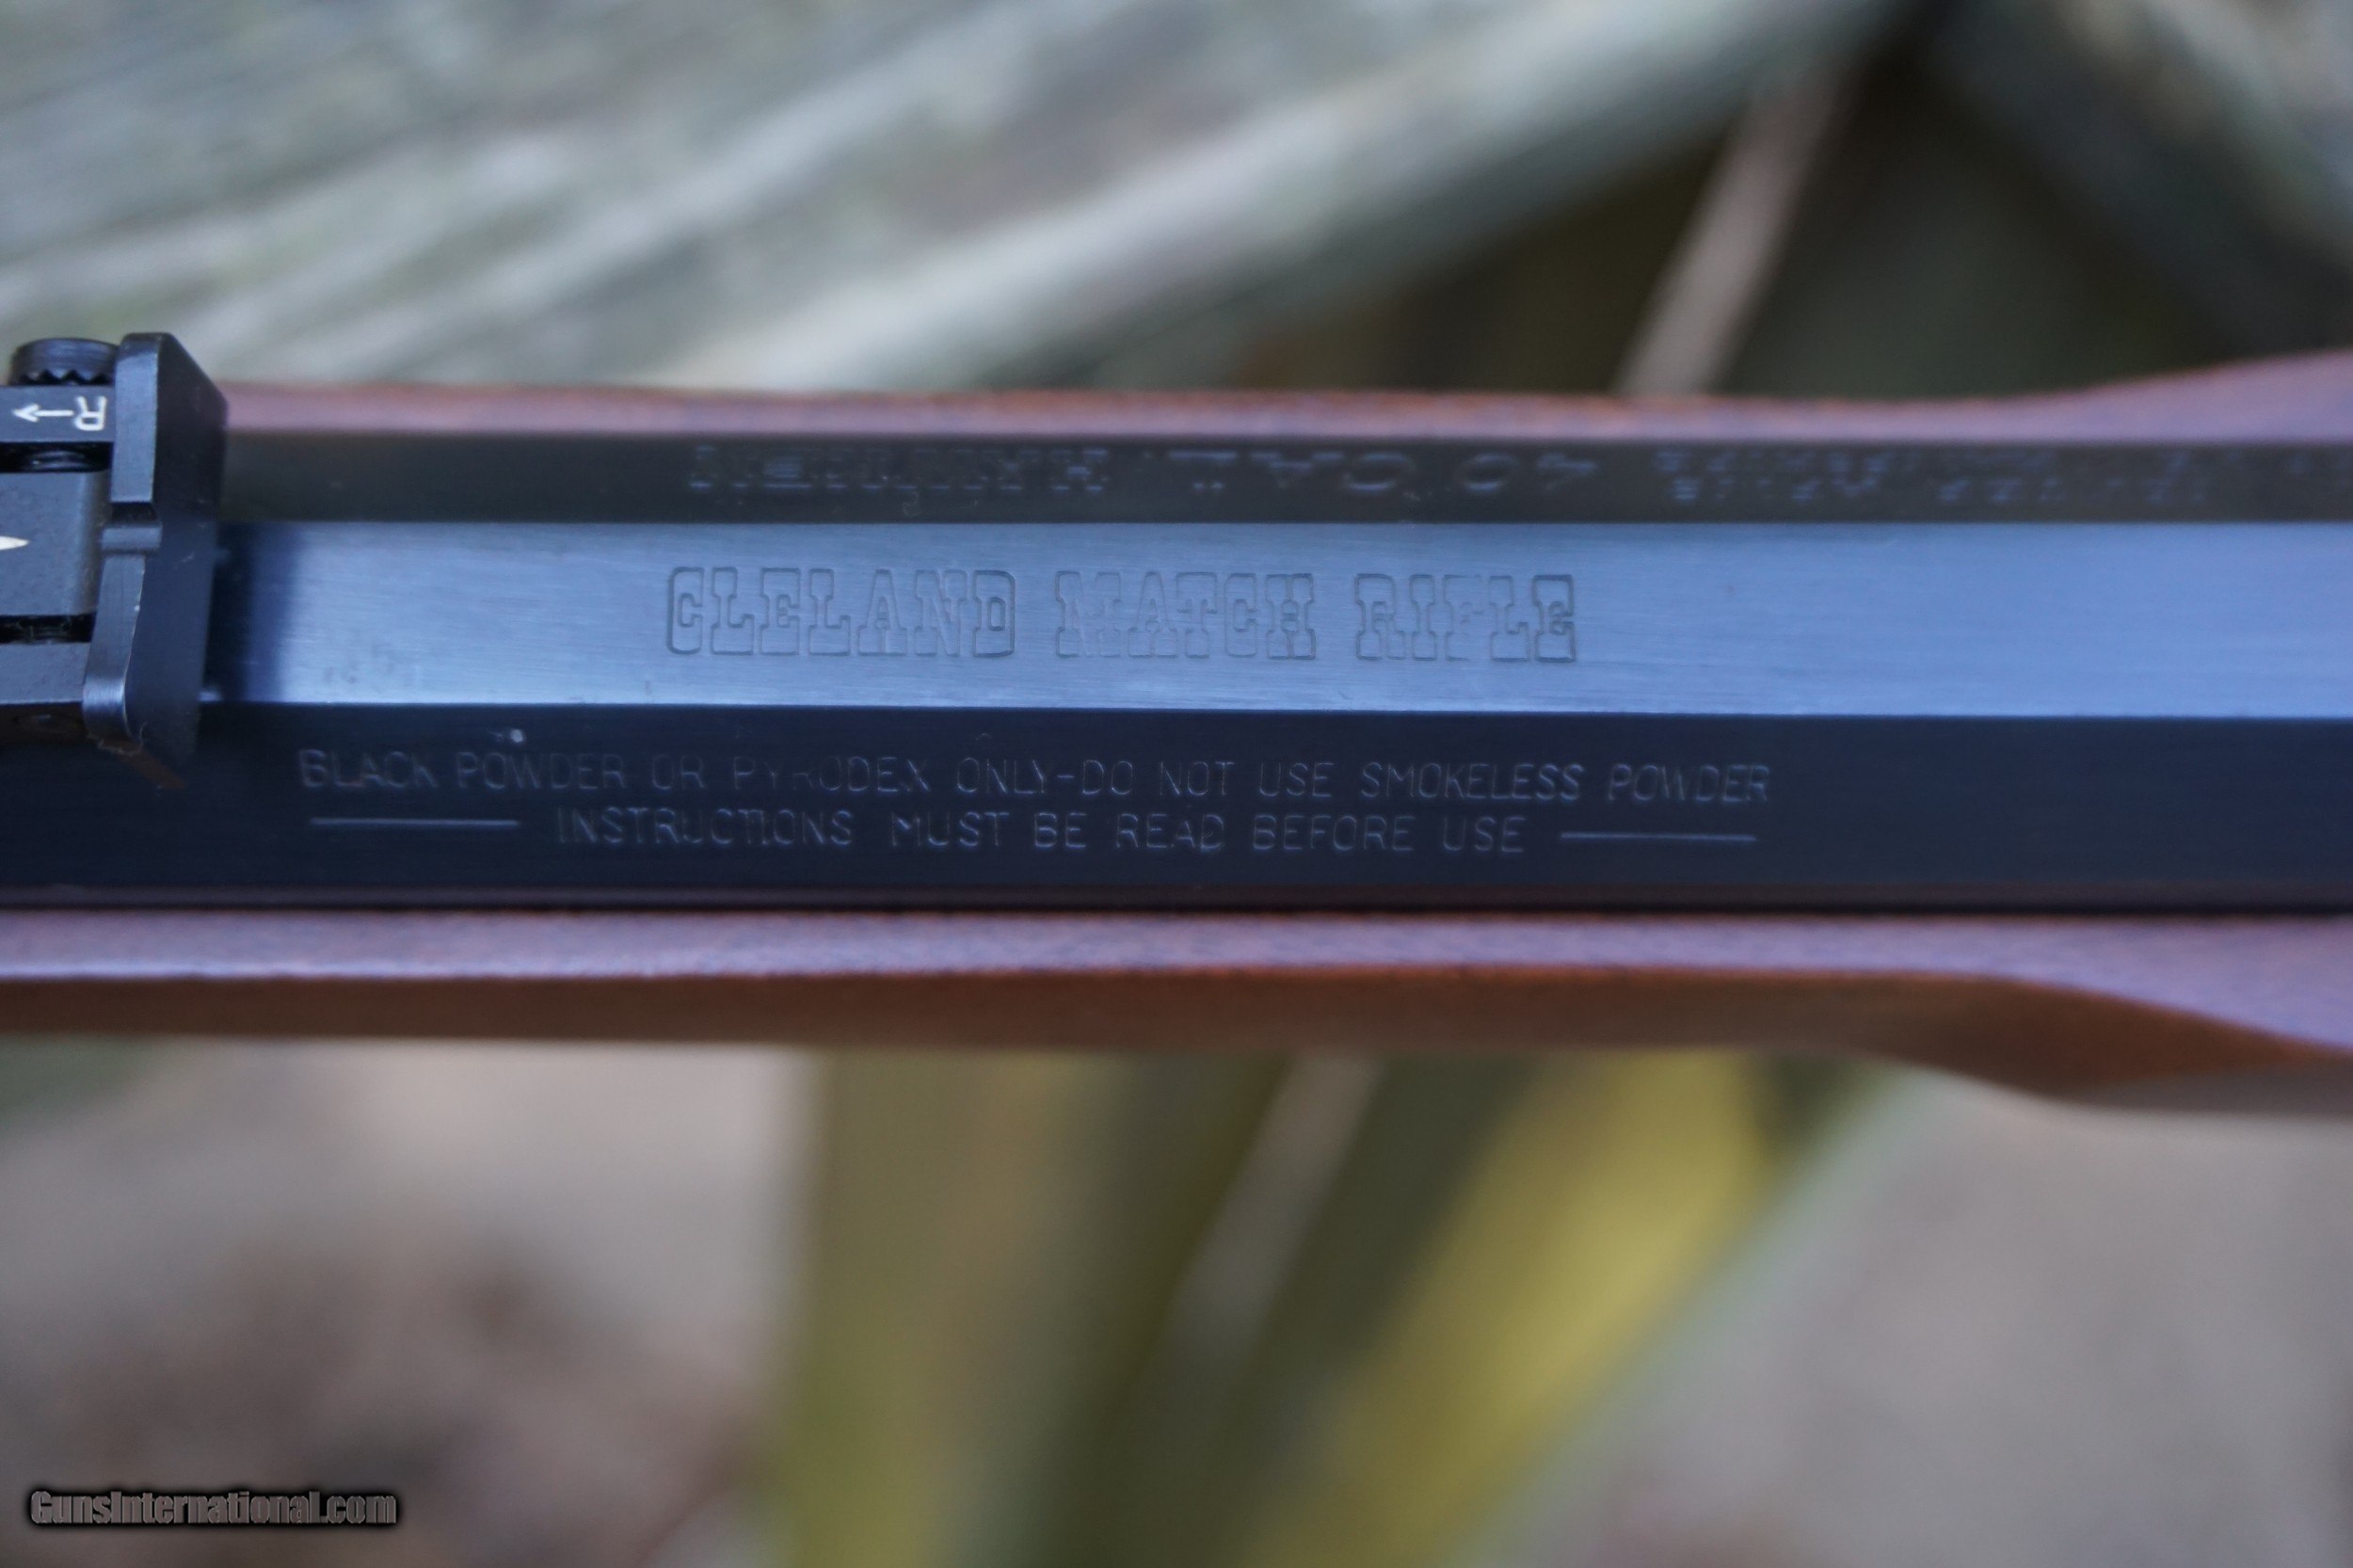 R
40 CAL
CLELAND MATCH RIFLE
BLACK POWDER OR PYRODEX ONLY-DO NOT USE SMOKELESS POWDER
INSTRUCTIONS MUST BE READ BEFORE USE
GunsInternational.com